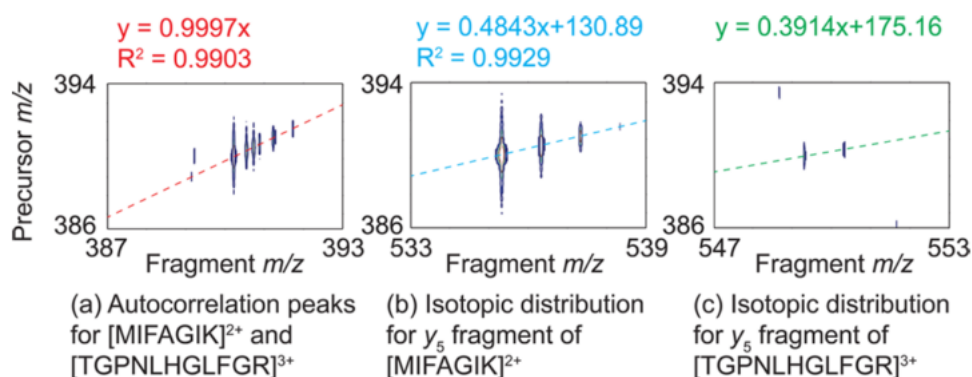 y = 0.9997x
R² = 0.9903
y = 0.4843x+130.89
R² = 0.9929
y = 0.3914x+175.16
Precursor m/z
394
386
387
393
Fragment m/z
394
386
533
539
Fragment m/z
394
386
547
553
Fragment m/z
(a) Autocorrelation peaks
for [MIFAGIK]²⁺ and
[TGPNLHGLFGR]³⁺
(b) Isotopic distribution
for y₅ fragment of
[MIFAGIK]²⁺
(c) Isotopic distribution
for y₅ fragment of
[TGPNLHGLFGR]³⁺